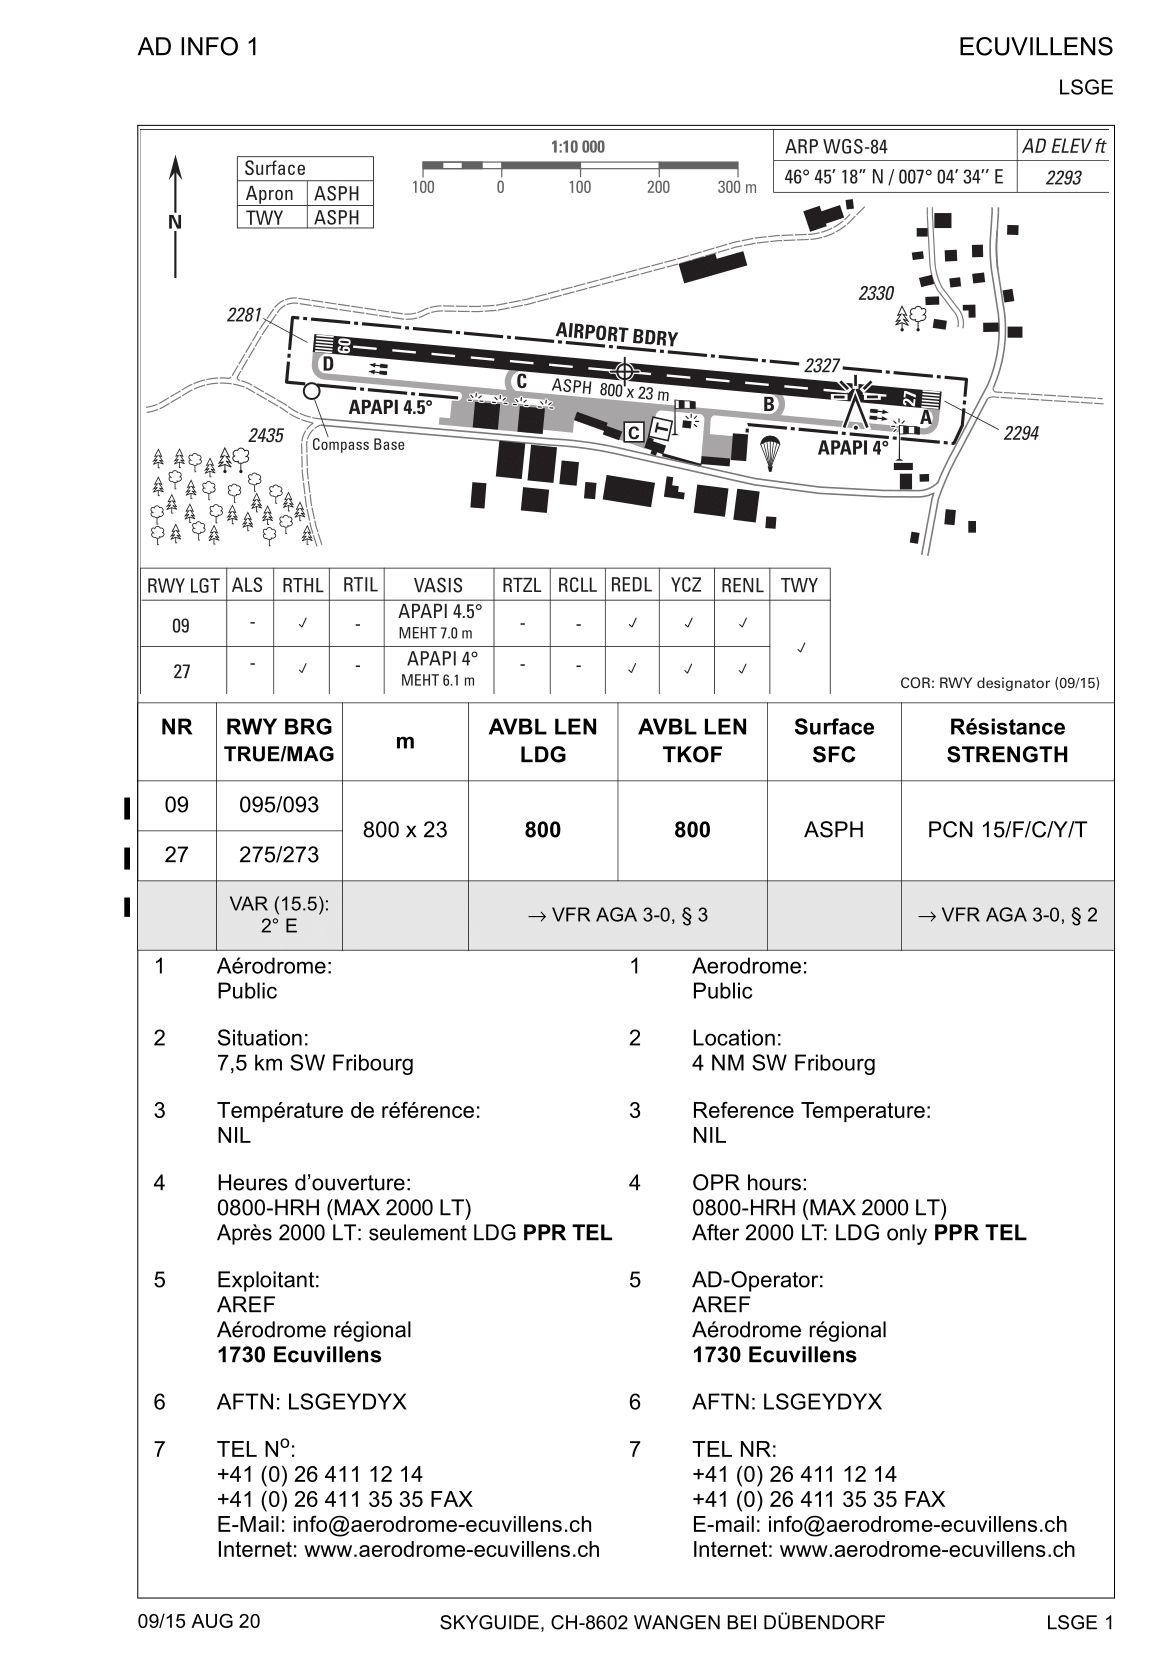 AD INFO 1
ECUVILLENS
LSGE
1:10 000
100 0 100 200 300 m
ARP WGS-84
AD ELEV ft
46° 45′ 18″ N / 007° 04′ 34″ E
2293
Surface
Apron ASPH
TWY ASPH
N
2281
2330
AIRPORT BDRY
2327
09
D
C
ASPH 800 x 23 m
B
27
A
APAPI 4.5°
C
T
APAPI 4°
2294
2435
Compass Base
RWY LGT ALS RTHL RTIL VASIS RTZL RCLL REDL YCZ RENL TWY
09 - ✓ - APAPI 4.5° MEHT 7.0 m - - ✓ ✓ ✓ ✓
27 - ✓ - APAPI 4° MEHT 6.1 m - - ✓ ✓ ✓
COR: RWY designator (09/15)
NR RWY BRG TRUE/MAG m AVBL LEN LDG AVBL LEN TKOF Surface SFC Résistance STRENGTH
09 095/093 800 x 23 800 800 ASPH PCN 15/F/C/Y/T
27 275/273
VAR (15.5): 2° E → VFR AGA 3-0, § 3 → VFR AGA 3-0, § 2
1 Aérodrome:
Public
2 Situation:
7,5 km SW Fribourg
3 Température de référence:
NIL
4 Heures d’ouverture:
0800-HRH (MAX 2000 LT)
Après 2000 LT: seulement LDG PPR TEL
5 Exploitant:
AREF
Aérodrome régional
1730 Ecuvillens
6 AFTN: LSGEYDYX
7 TEL Nº:
+41 (0) 26 411 12 14
+41 (0) 26 411 35 35 FAX
E-Mail: info@aerodrome-ecuvillens.ch
Internet: www.aerodrome-ecuvillens.ch
1 Aerodrome:
Public
2 Location:
4 NM SW Fribourg
3 Reference Temperature:
NIL
4 OPR hours:
0800-HRH (MAX 2000 LT)
After 2000 LT: LDG only PPR TEL
5 AD-Operator:
AREF
Aérodrome régional
1730 Ecuvillens
6 AFTN: LSGEYDYX
7 TEL NR:
+41 (0) 26 411 12 14
+41 (0) 26 411 35 35 FAX
E-mail: info@aerodrome-ecuvillens.ch
Internet: www.aerodrome-ecuvillens.ch
09/15 AUG 20
SKYGUIDE, CH-8602 WANGEN BEI DÜBENDORF
LSGE 1